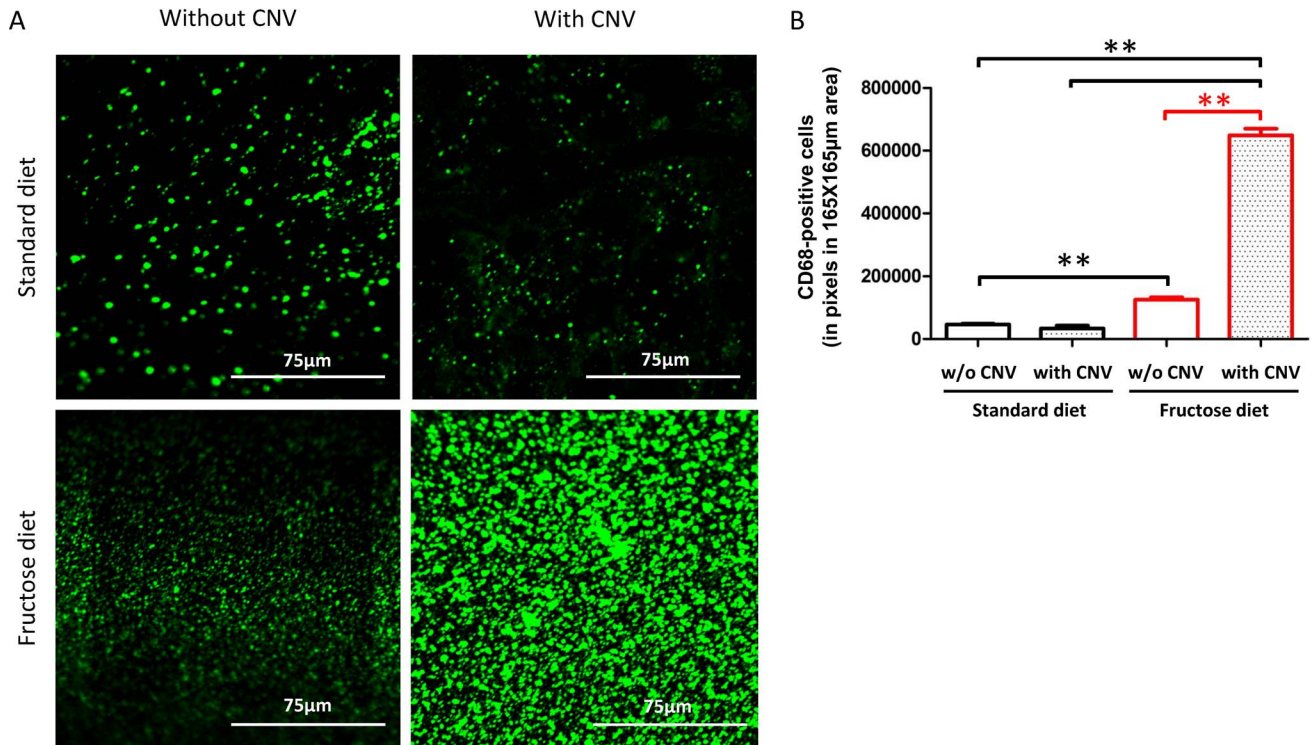 A
Without CNV
With CNV
Standard diet
75µm
75µm
Fructose diet
75µm
75µm
B
CD68-positive cells
(in pixels in 165X165µm area)
800000
600000
400000
200000
0
**
**
**
w/o CNV
with CNV
w/o CNV
with CNV
Standard diet
Fructose diet